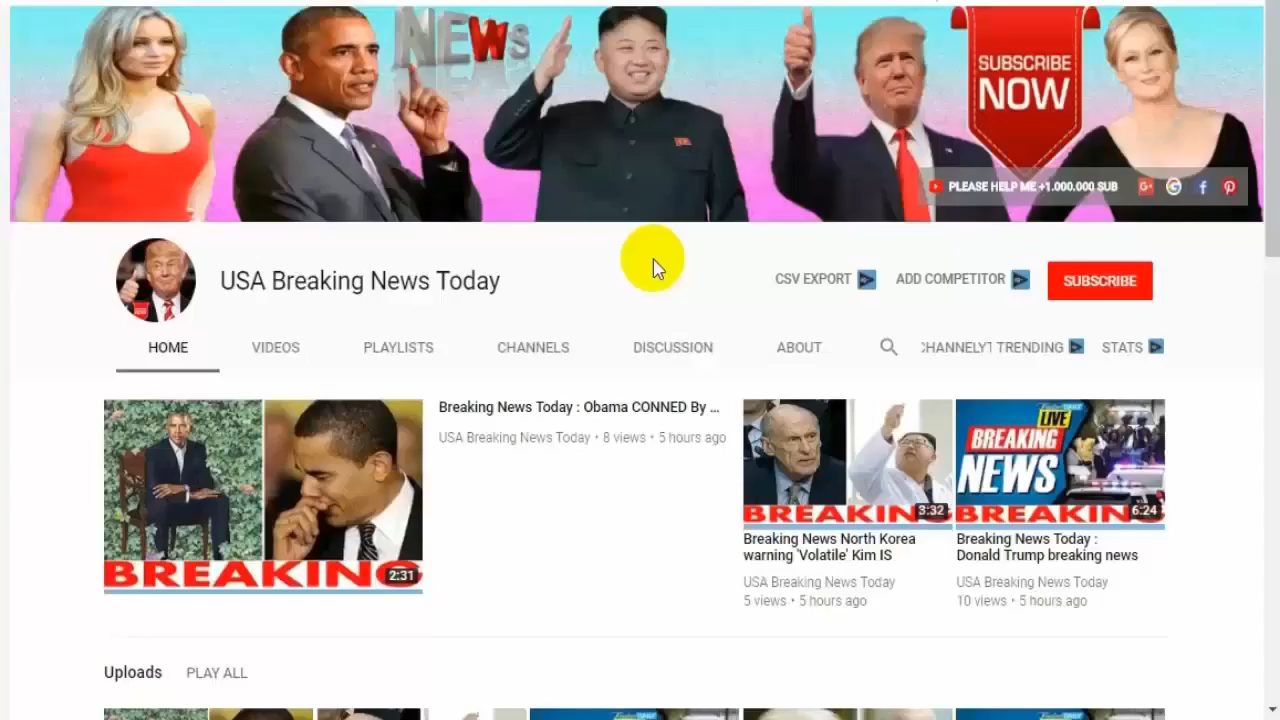 NEWS
SUBSCRIBE
NOW
PLEASE HELP ME +1.000.000 SUB
USA Breaking News Today
CSV EXPORT
ADD COMPETITOR
SUBSCRIBE
HOME
VIDEOS
PLAYLISTS
CHANNELS
DISCUSSION
ABOUT
CHANNELYT TRENDING
STATS
BREAKING
2:31
Breaking News Today : Obama CONNED By ...
USA Breaking News Today • 8 views • 5 hours ago
BREAKIN
3:32
Breaking News North Korea
warning 'Volatile' Kim IS
USA Breaking News Today
5 views • 5 hours ago
LIVE
BREAKING
NEWS
BREAKIN
6:24
Breaking News Today :
Donald Trump breaking news
USA Breaking News Today
10 views • 5 hours ago
Uploads
PLAY ALL